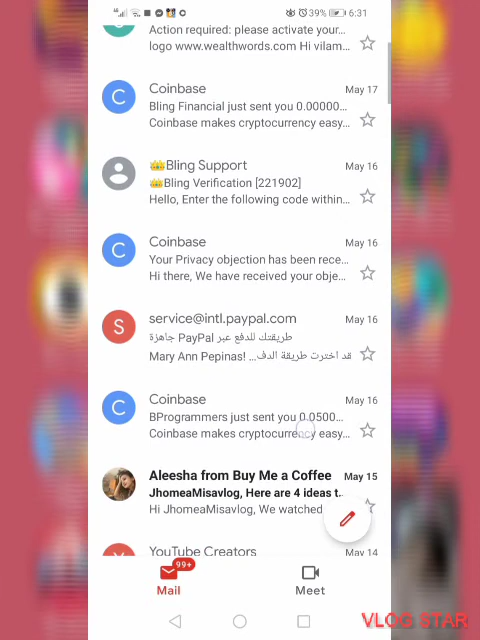 39% 6:31
Action required: please activate your...
logo www.wealthwords.com Hi vilam...
Coinbase May 17
Bling Financial just sent you 0.00000...
Coinbase makes cryptocurrency easy...
👑Bling Support May 16
👑Bling Verification [221902]
Hello, Enter the following code within...
Coinbase May 16
Your Privacy objection has been rece...
Hi there, We have received your obje...
service@intl.paypal.com May 16
طريقتك للدفع عبر PayPal جاهزة
Mary Ann Pepinas! ...قد اخترت طريقة الدف
Coinbase May 16
BProgrammers just sent you 0.0500...
Coinbase makes cryptocurrency easy...
Aleesha from Buy Me a Coffee May 15
JhomeaMisavlog, Here are 4 ideas t...
Hi JhomeaMisavlog, We watched
YouTube Creators May 14
99+
Mail Meet
VLOG STAR